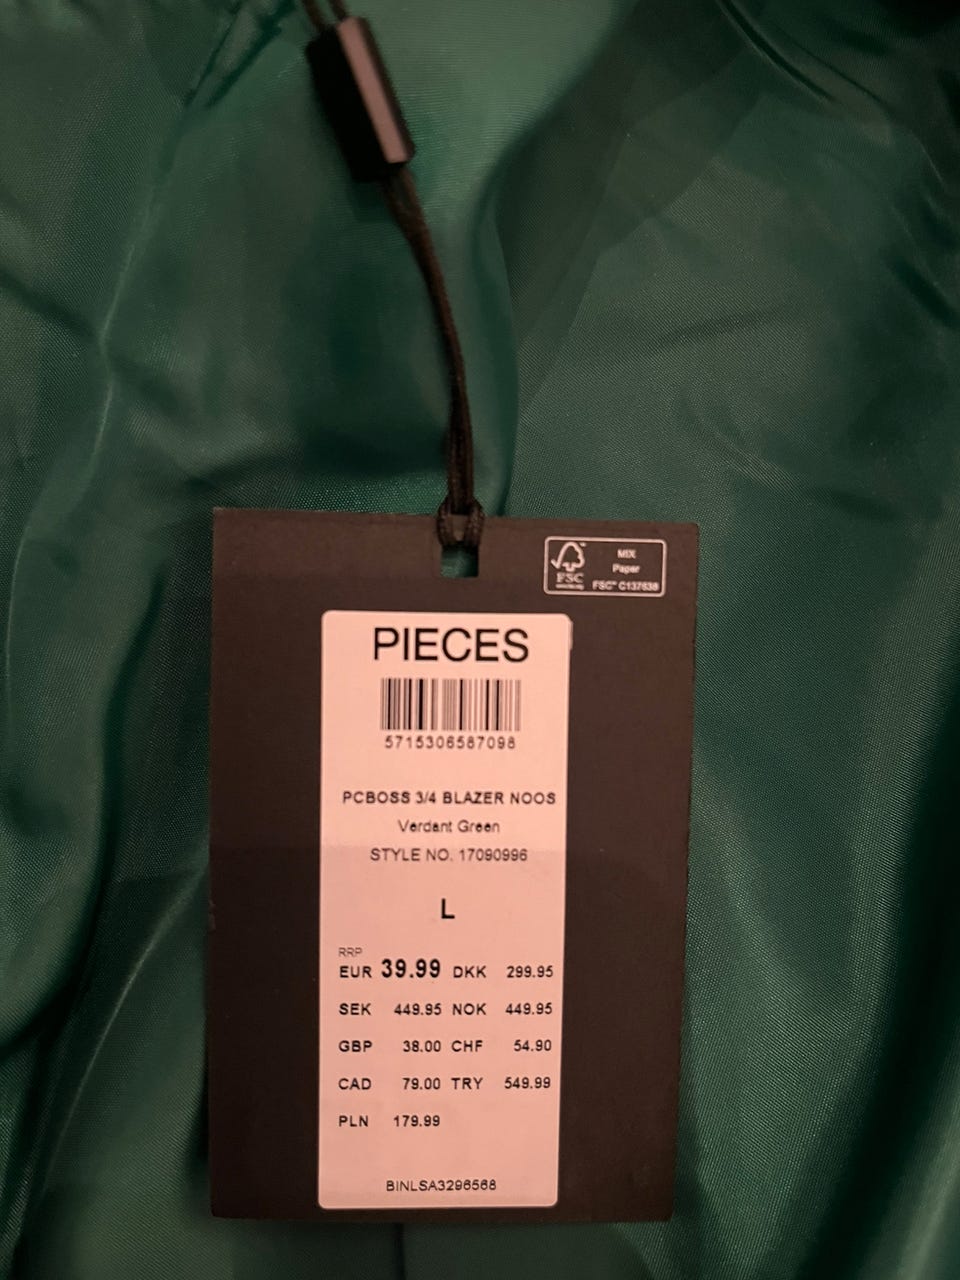 MIX
Paper
FSC™ C137638
FSC
PIECES
5715306587098
PCBOSS 3/4 BLAZER NOOS
Verdant Green
STYLE NO. 17090996
L
RRP
EUR 39.99 DKK 299.95
SEK 449.95 NOK 449.95
GBP 38.00 CHF 54.90
CAD 79.00 TRY 549.99
PLN 179.99
BINLSA3296568